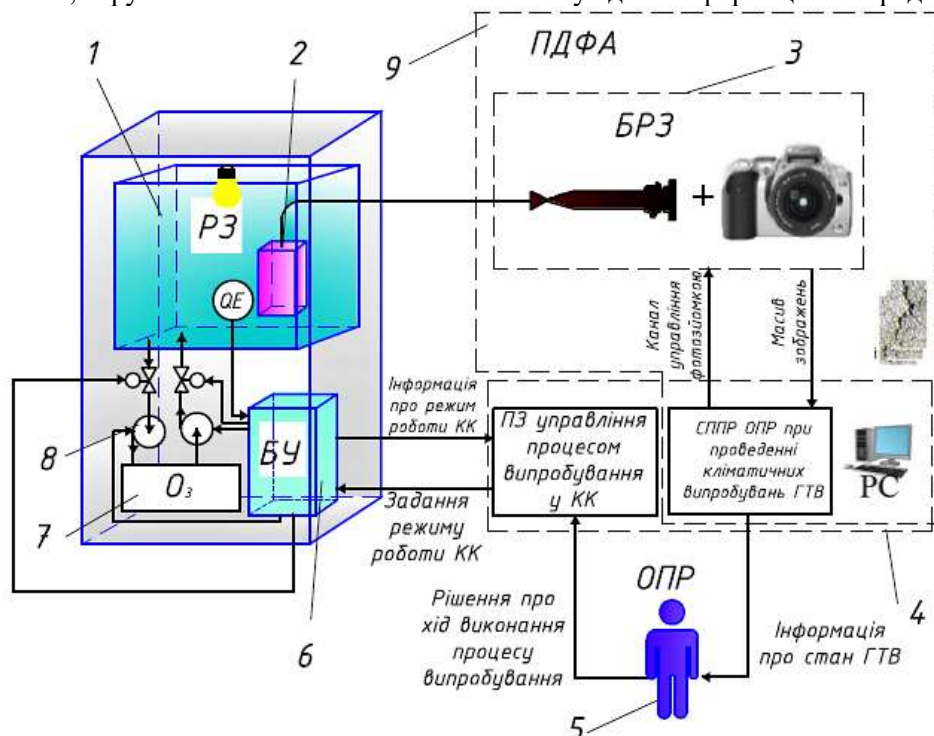 9
ПДФА
3
1
2
БРЗ
+
РЗ
QE
Канал
управління
фотозйомкою
Масив
зображень
Інформація
про режим
роботи КК
ПЗ управління
процесом
випробування
у КК
СППР ОПР при
проведенні
кліматичних
випробувань ГТВ
PC
8
БУ
O₃
7
Задання
режиму
роботи КК
6
ОПР
4
Рішення про
хід виконання
процесу
випробування
Інформація
про стан ГТВ
5